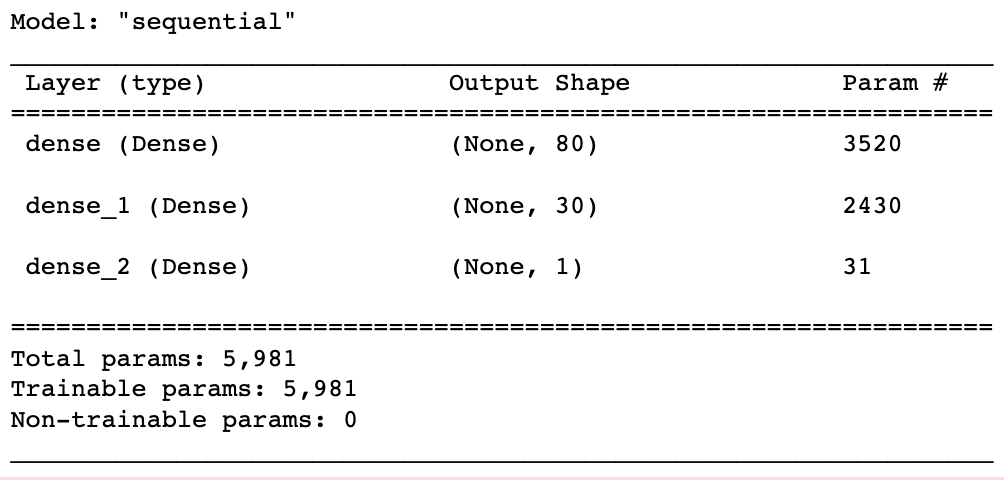 Model: "sequential"
Layer (type) Output Shape Param #
dense (Dense) (None, 80) 3520
dense_1 (Dense) (None, 30) 2430
dense_2 (Dense) (None, 1) 31
Total params: 5,981
Trainable params: 5,981
Non-trainable params: 0